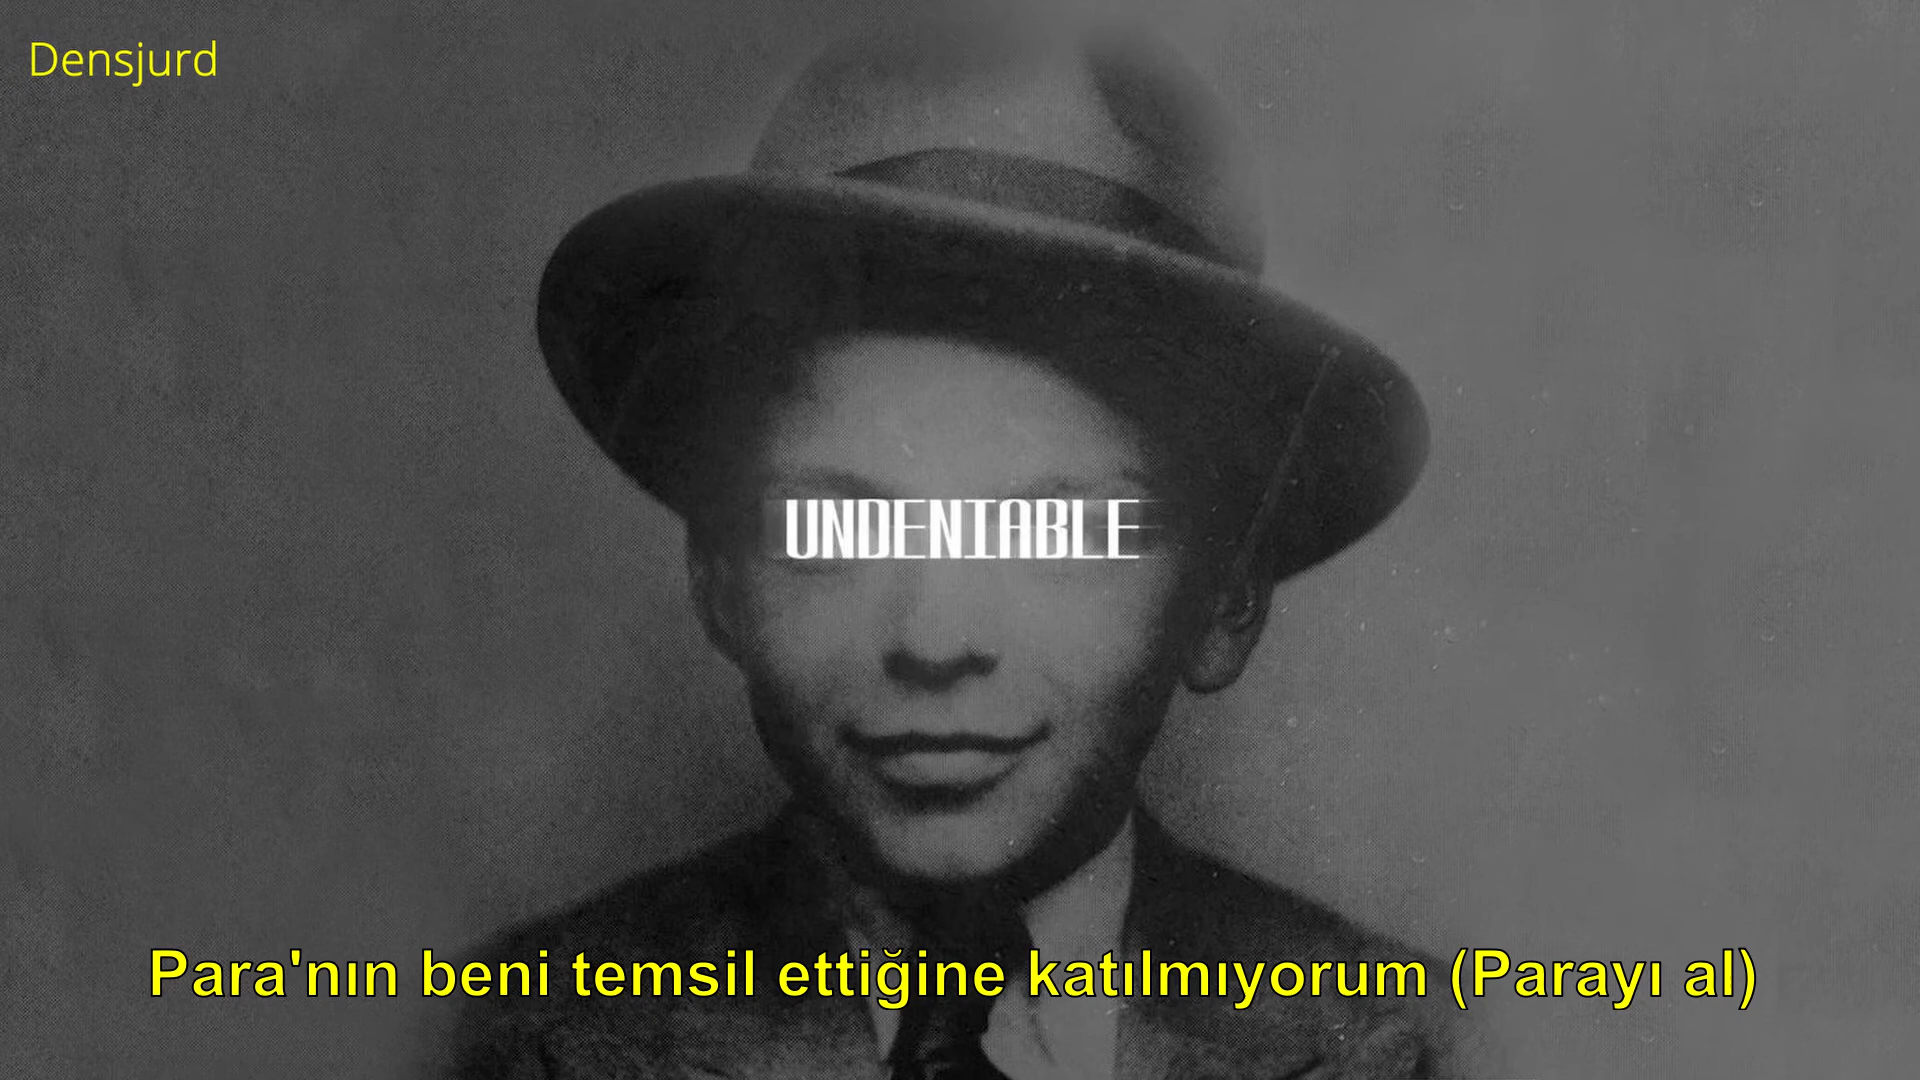 Densjurd
UNDENIABLE
Para'nın beni temsil ettiğine katılmıyorum (Parayı al)